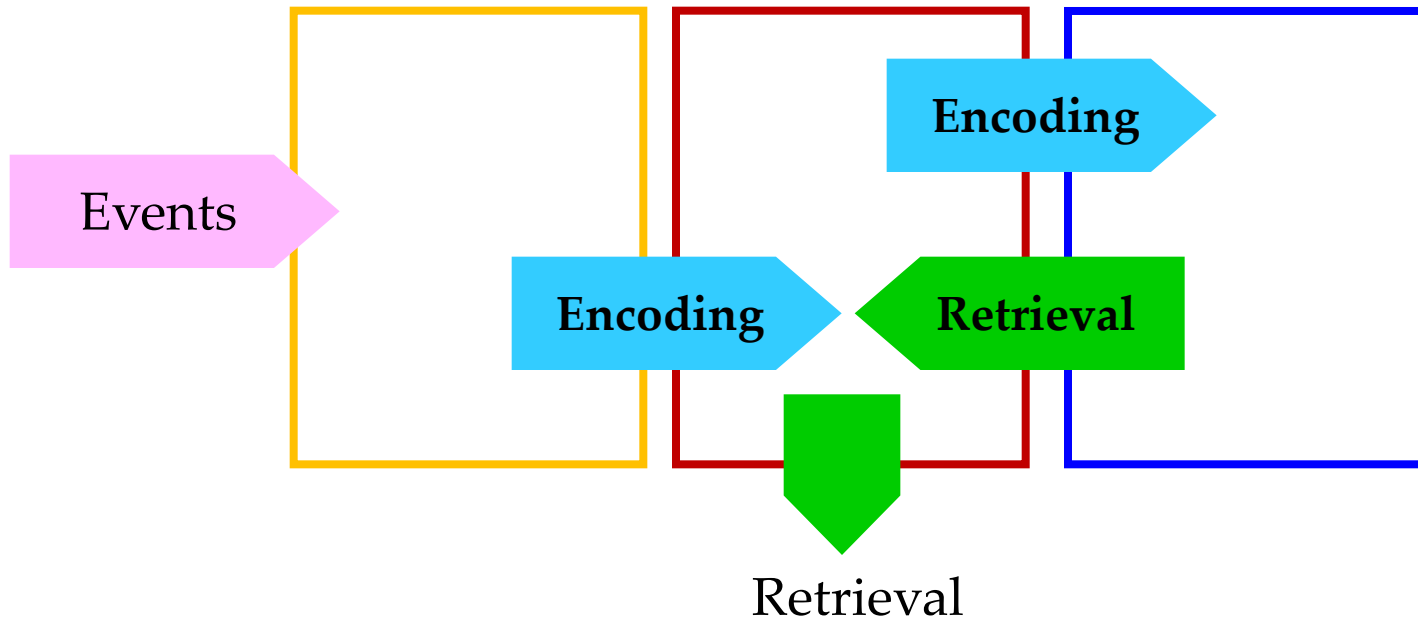 Encoding
Events
Encoding
Retrieval
Retrieval